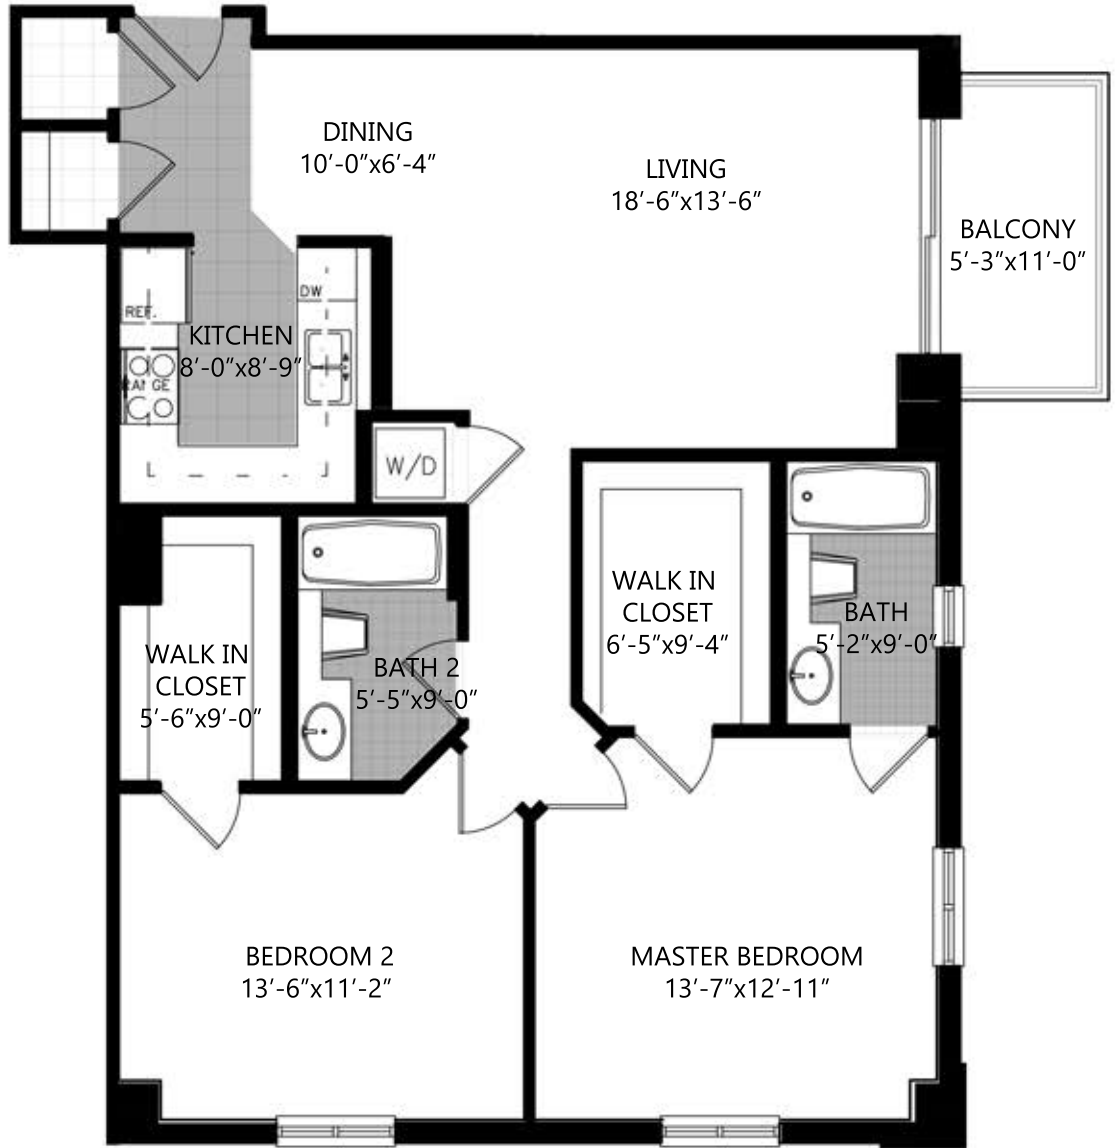 DINING
10'-0"x6'-4"
LIVING
18'-6"x13'-6"
BALCONY
5'-3"x11'-0"
DW
REF.
KITCHEN
8'-0"x8'-9"
RANGE
W/D
WALK IN
CLOSET
6'-5"x9'-4"
BATH
5'-2"x9'-0"
WALK IN
CLOSET
5'-6"x9'-0"
BATH 2
5'-5"x9'-0"
BEDROOM 2
13'-6"x11'-2"
MASTER BEDROOM
13'-7"x12'-11"